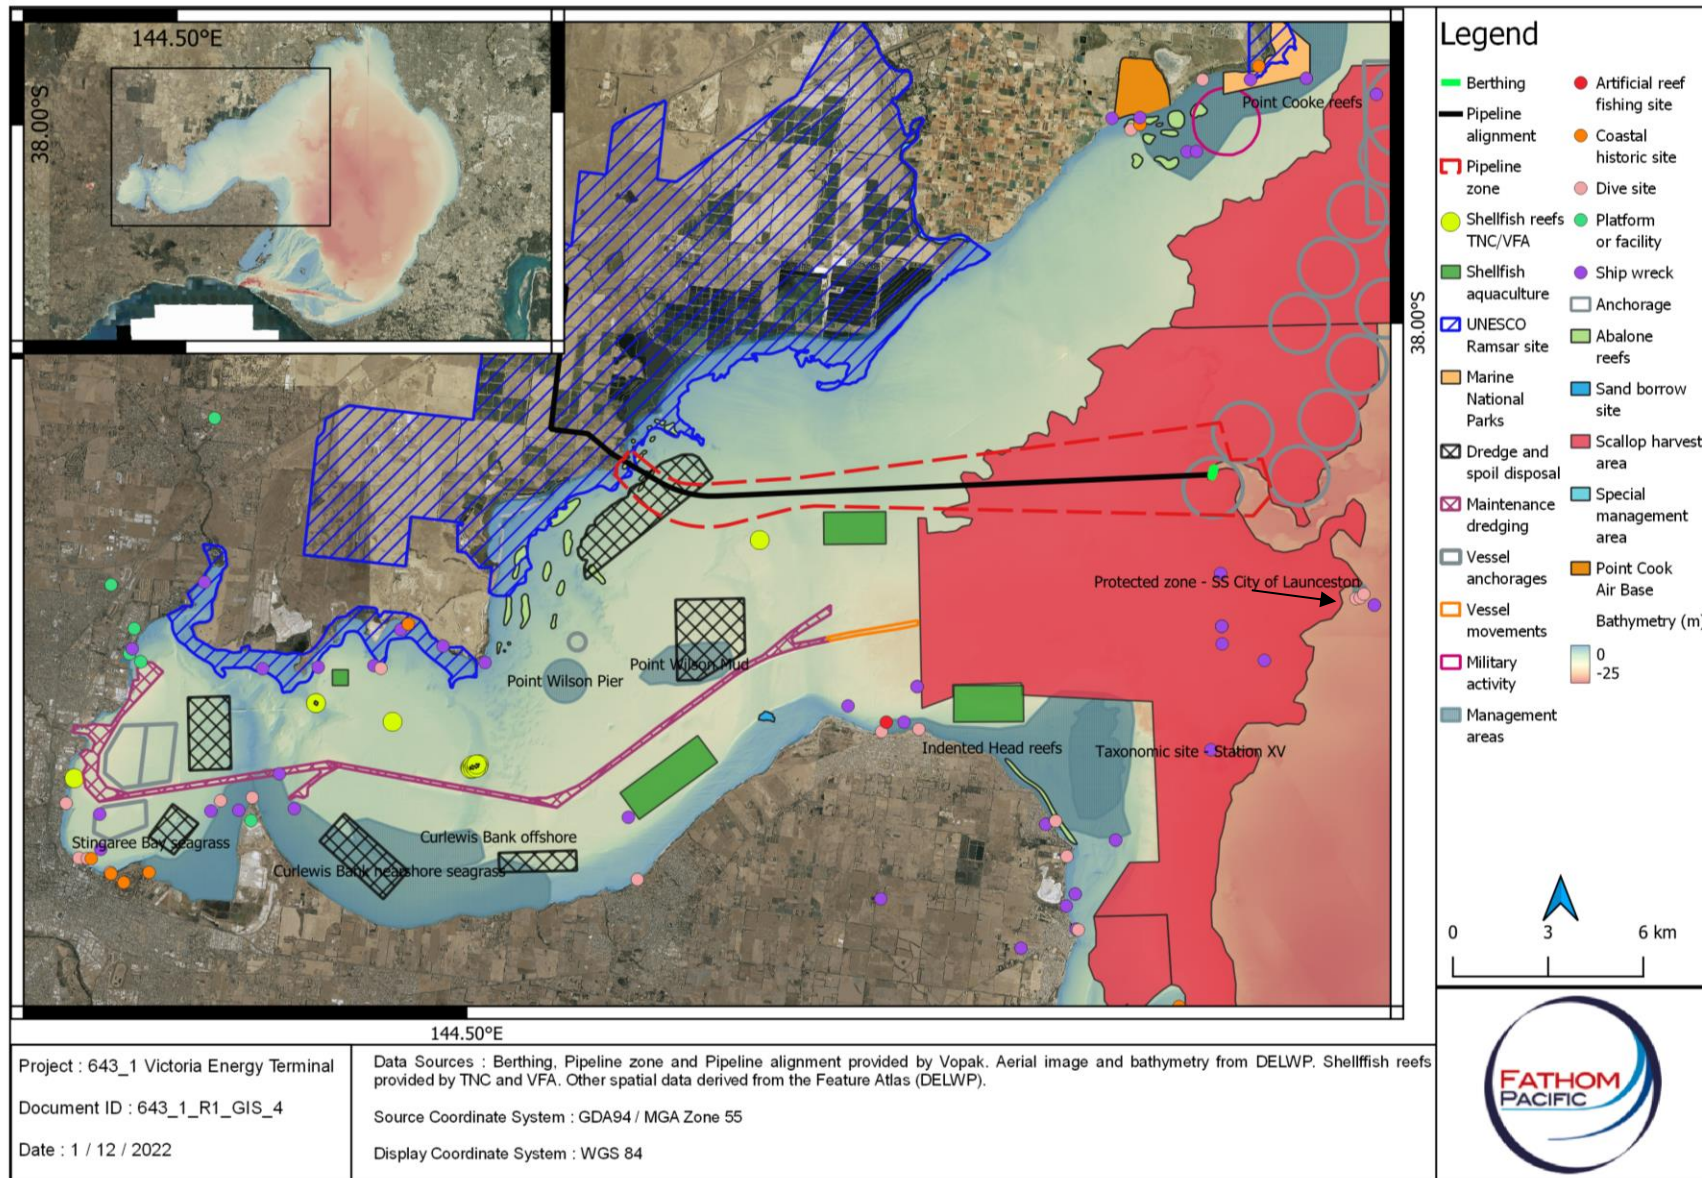 144.50°E
38.00°S
Point Cooke reefs
38.00°S
Protected zone - SS City of Launceston
Point Wilson Mud
Point Wilson Pier
Indented Head reefs
Taxonomic site - Station XV
Curlewis Bank offshore
Stingaree Bay seagrass
Curlewis Bank nearshore seagrass
144.50°E
Legend
Berthing
Pipeline
alignment
Pipeline
zone
Shellfish reefs
TNC/VFA
Shellfish
aquaculture
UNESCO
Ramsar site
Marine
National
Parks
Dredge and
spoil disposal
Maintenance
dredging
Vessel
anchorages
Vessel
movements
Military
activity
Management
areas
Artificial reef
fishing site
Coastal
historic site
Dive site
Platform
or facility
Ship wreck
Anchorage
Abalone
reefs
Sand borrow
site
Scallop harvest
area
Special
management
area
Point Cook
Air Base
Bathymetry (m)
0
-25
0 3 6 km
Project : 643_1 Victoria Energy Terminal
Document ID : 643_1_R1_GIS_4
Date : 1 / 12 / 2022
Data Sources : Berthing, Pipeline zone and Pipeline alignment provided by Vopak. Aerial image and bathymetry from DELWP. Shellffish reefs
provided by TNC and VFA. Other spatial data derived from the Feature Atlas (DELWP).
Source Coordinate System : GDA94 / MGA Zone 55
Display Coordinate System : WGS 84
FATHOM
PACIFIC